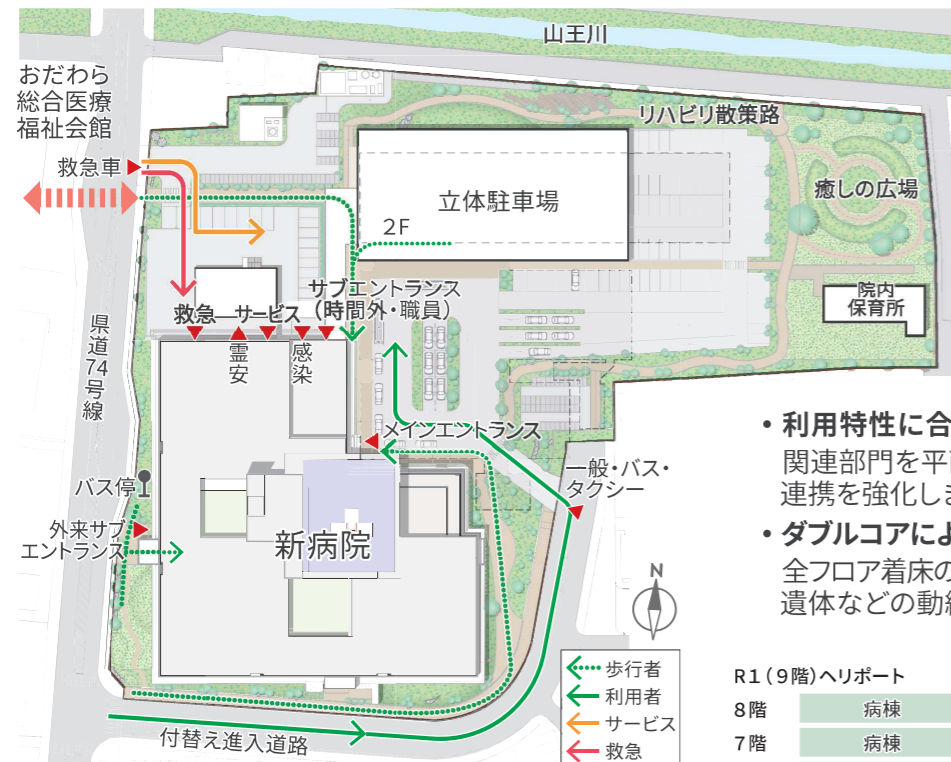 山王川
おだわら
総合医療
福祉会館
救急車
リハビリ散策路
立体駐車場
2F
癒しの広場
院内
保育所
サブエントランス
(時間外・職員)
救急
サービス
霊安
感染
県道74号線
メインエントランス
一般・バス・
タクシー
バス停
外来サブ
エントランス
新病院
付替え進入道路
N
歩行者
利用者
サービス
救急
・利用特性に合
関連部門を平
連携を強化しま
・ダブルコアによ
全フロア着床の
遺体などの動線
R1(9階)ヘリポート
8階 病棟
7階 病棟